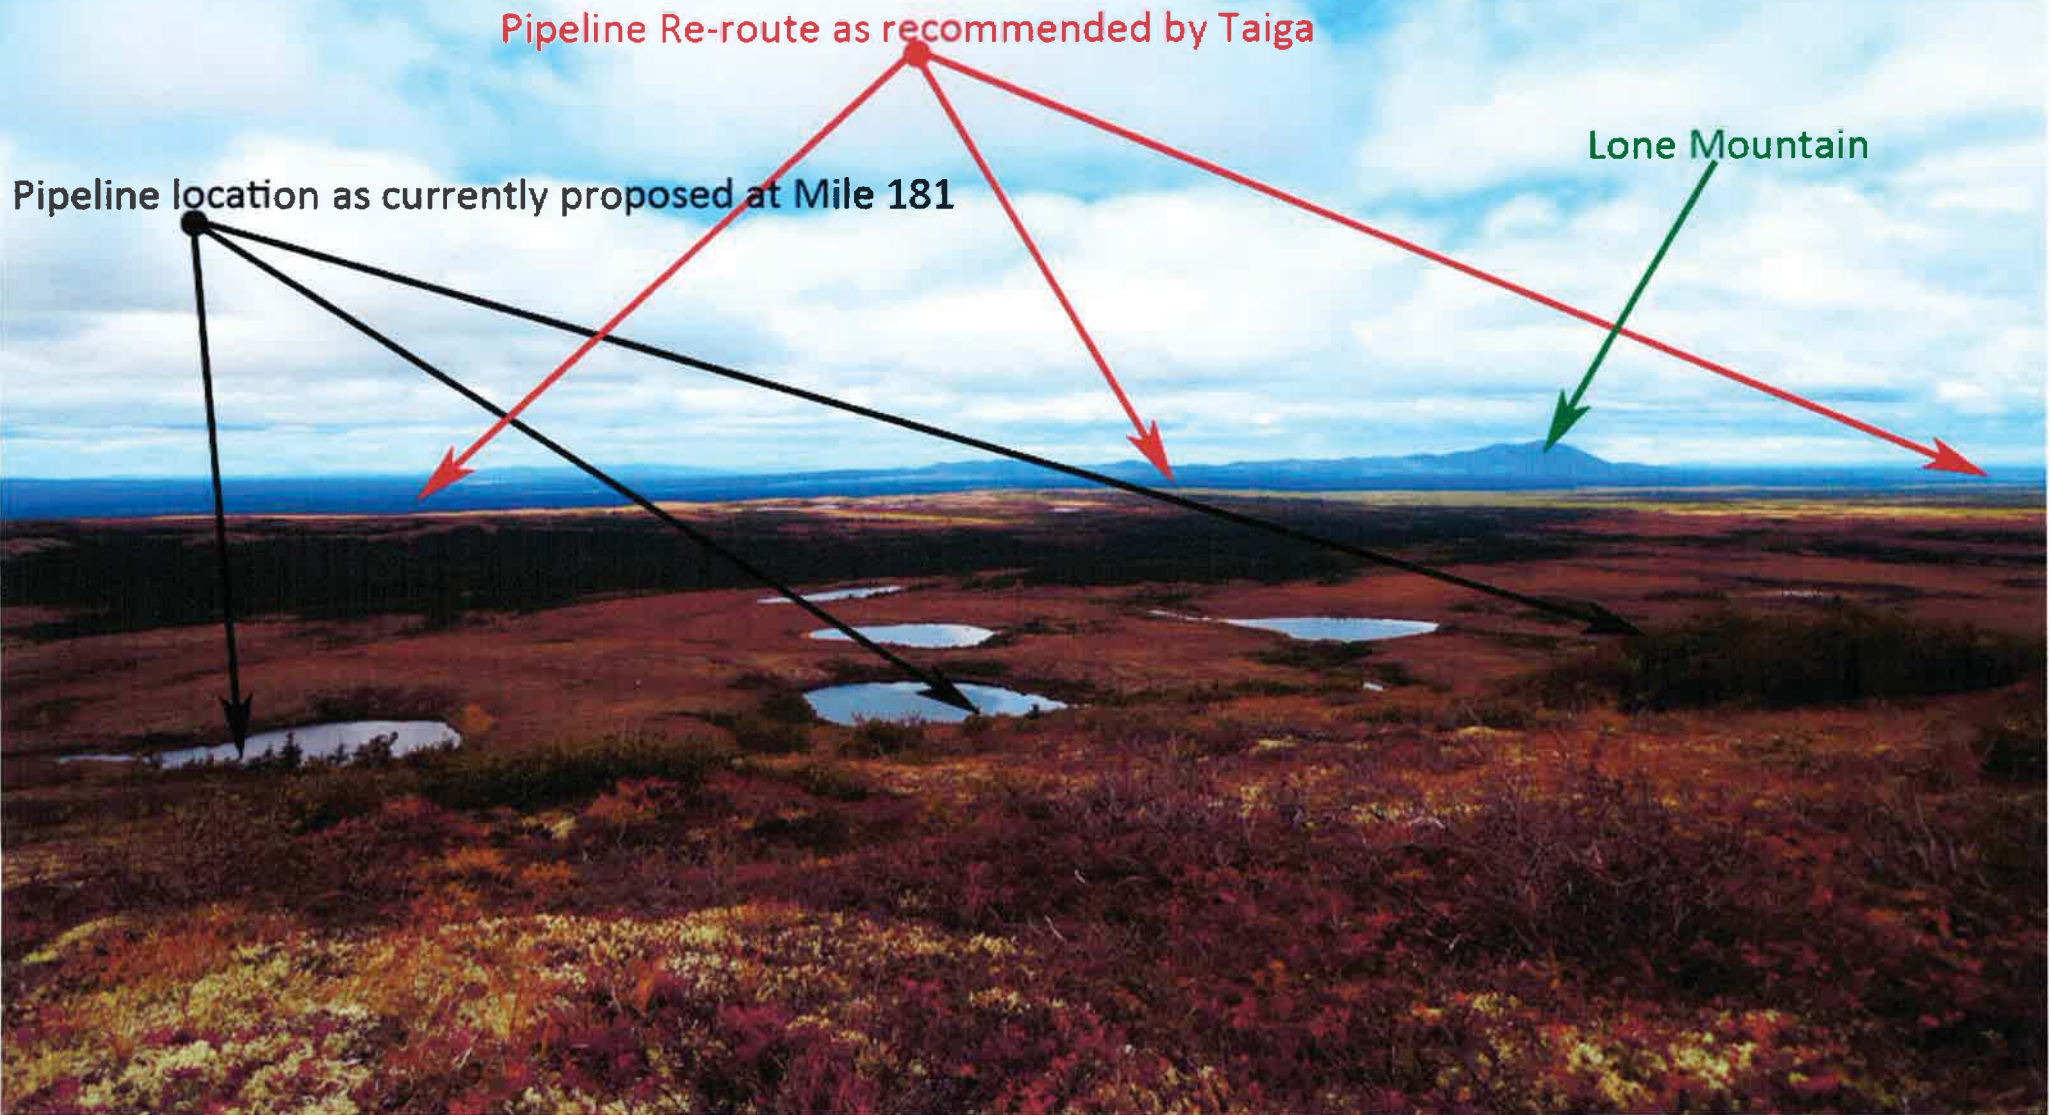 Pipeline Re-route as recommended by Taiga
Lone Mountain
Pipeline location as currently proposed at Mile 181